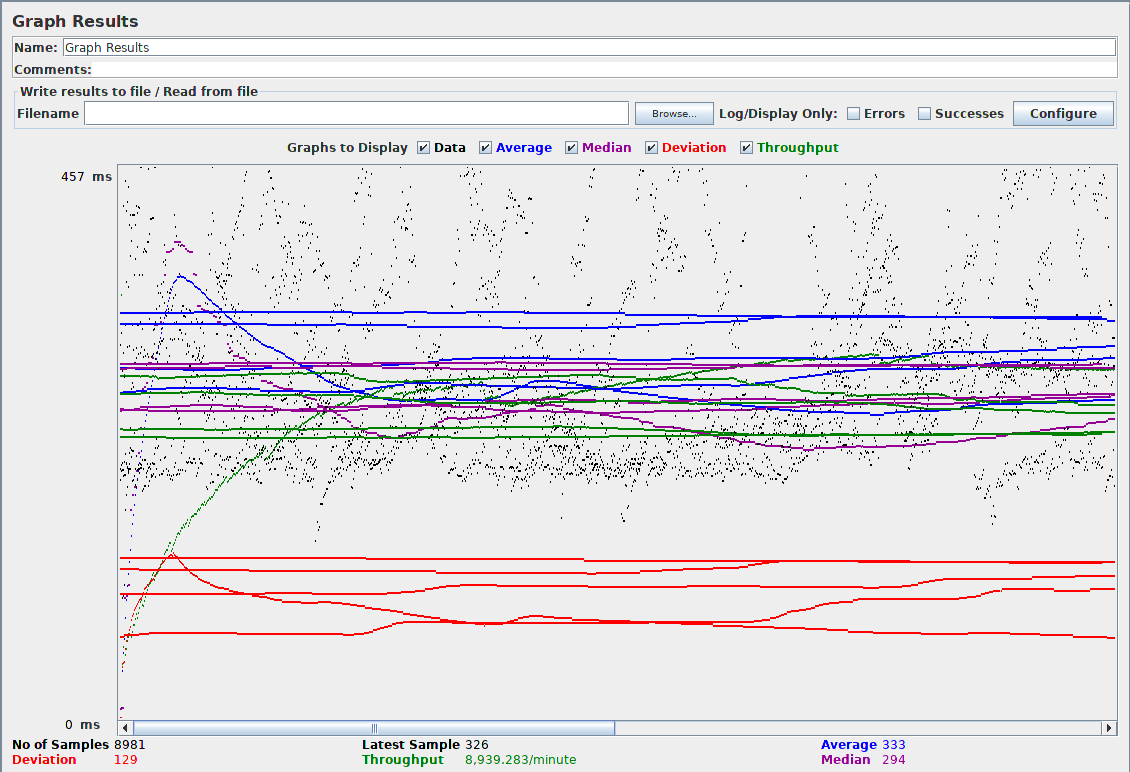 Graph Results
Name: Graph Results
Comments:
Write results to file / Read from file
Filename Browse... Log/Display Only: Errors Successes Configure
Graphs to Display Data Average Median Deviation Throughput
457 ms
0 ms
No of Samples 8981 Latest Sample 326 Average 333
Deviation 129 Throughput 8,939.283/minute Median 294